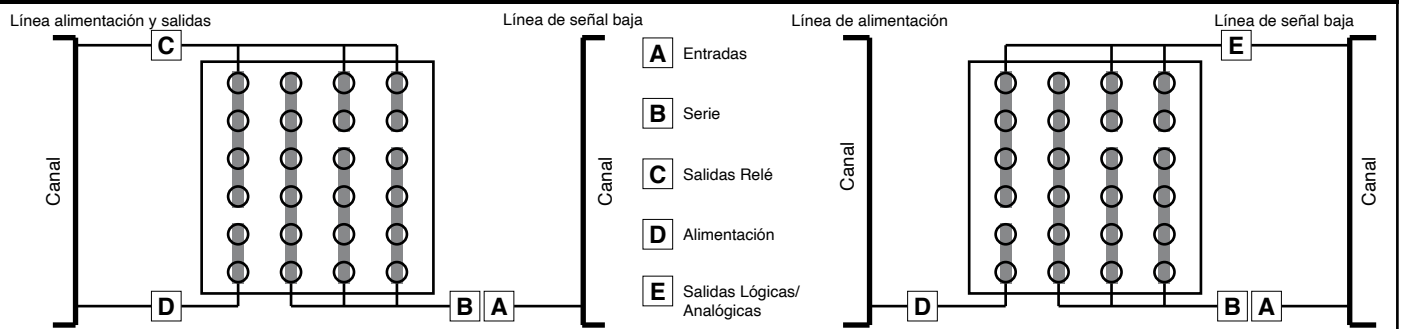 Línea alimentación y salidas
Línea de señal baja
Línea de alimentación
Línea de señal baja
C
A Entradas
E
B Serie
Canal
Canal
C Salidas Relé
Canal
Canal
D Alimentación
E Salidas Lógicas/
Analógicas
D
B A
D
B A